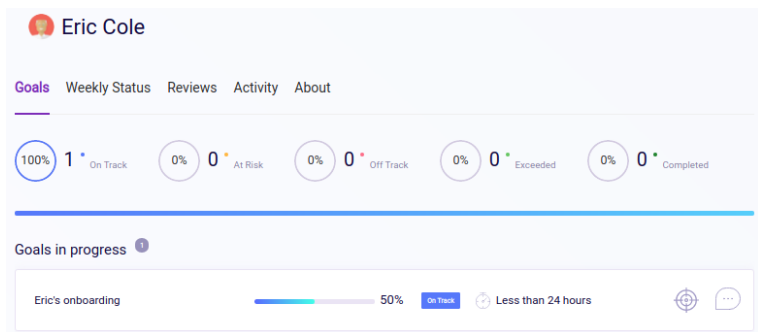 Eric Cole
Goals Weekly Status Reviews Activity About
100% 1 On Track 0% 0 At Risk 0% 0 Off Track 0% 0 Exceeded 0% 0 Completed
Goals in progress 1
Eric's onboarding 50% On Track Less than 24 hours